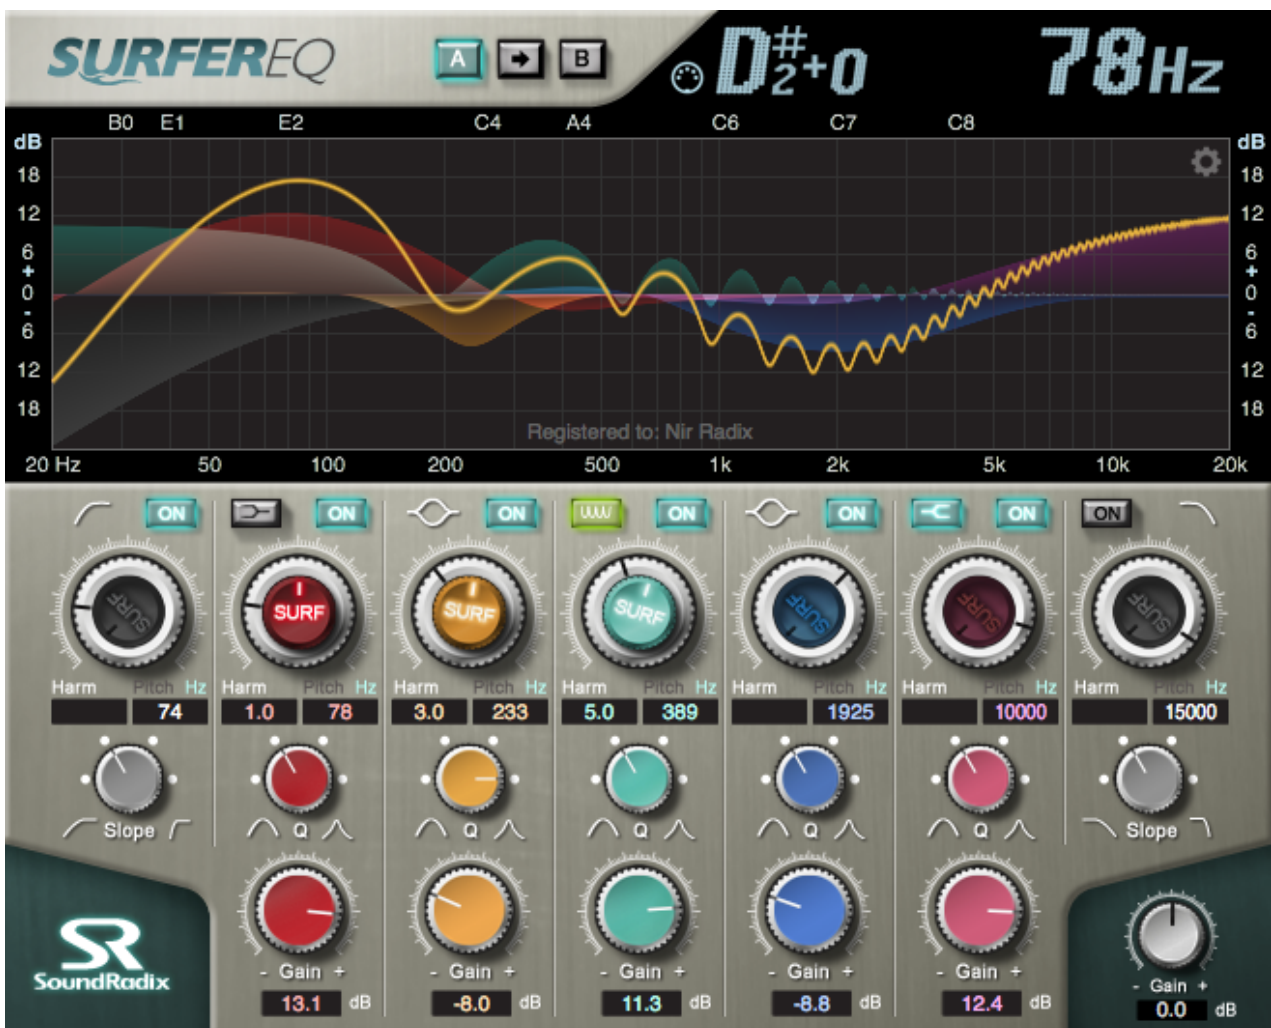 SURFEREQ A B D#2+0 78Hz
B0 E1 E2 C4 A4 C6 C7 C8
dB dB
18 18
12 12
6 6
+ +
0 0
- -
6 6
12 12
18 18
Registered to: Nir Radix
20 Hz 50 100 200 500 1k 2k 5k 10k 20k
ON ON ON ON ON ON ON
SURF SURF SURF SURF SURF SURF SURF
Harm Pitch Hz Harm Pitch Hz Harm Pitch Hz Harm Pitch Hz Harm Pitch Hz Harm Pitch Hz Harm Pitch Hz
74 1.0 78 3.0 233 5.0 389 1925 10000 15000
Slope Q Q Q Q Q Slope
SR
SoundRadix
- Gain + - Gain + - Gain + - Gain + - Gain + - Gain +
13.1 dB -8.0 dB 11.3 dB -8.8 dB 12.4 dB 0.0 dB